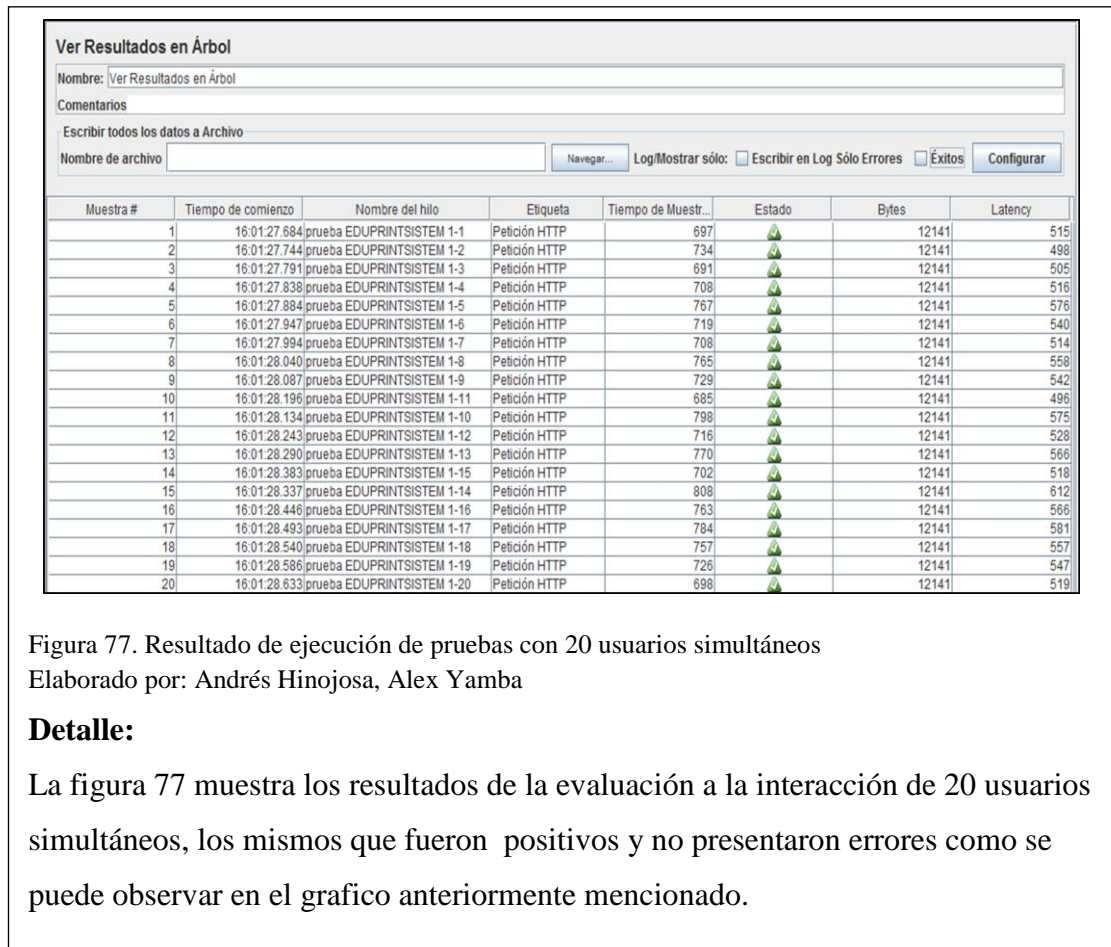 Ver Resultados en Árbol
Nombre: Ver Resultados en Árbol
Comentarios
Escribir todos los datos a Archivo
Nombre de archivo Navegar... Log/Mostrar sólo: Escribir en Log Sólo Errores Éxitos Configurar
Muestra # Tiempo de comienzo Nombre del hilo Etiqueta Tiempo de Muestr... Estado Bytes Latency
1 16:01:27.684 prueba EDUPRINTSISTEM 1-1 Petición HTTP 697 12141 515
2 16:01:27.744 prueba EDUPRINTSISTEM 1-2 Petición HTTP 734 12141 498
3 16:01:27.791 prueba EDUPRINTSISTEM 1-3 Petición HTTP 691 12141 505
4 16:01:27.838 prueba EDUPRINTSISTEM 1-4 Petición HTTP 708 12141 516
5 16:01:27.884 prueba EDUPRINTSISTEM 1-5 Petición HTTP 767 12141 576
6 16:01:27.947 prueba EDUPRINTSISTEM 1-6 Petición HTTP 719 12141 540
7 16:01:27.994 prueba EDUPRINTSISTEM 1-7 Petición HTTP 708 12141 514
8 16:01:28.040 prueba EDUPRINTSISTEM 1-8 Petición HTTP 765 12141 558
9 16:01:28.087 prueba EDUPRINTSISTEM 1-9 Petición HTTP 729 12141 542
10 16:01:28.196 prueba EDUPRINTSISTEM 1-11 Petición HTTP 685 12141 496
11 16:01:28.134 prueba EDUPRINTSISTEM 1-10 Petición HTTP 798 12141 575
12 16:01:28.243 prueba EDUPRINTSISTEM 1-12 Petición HTTP 716 12141 528
13 16:01:28.290 prueba EDUPRINTSISTEM 1-13 Petición HTTP 770 12141 566
14 16:01:28.383 prueba EDUPRINTSISTEM 1-15 Petición HTTP 702 12141 518
15 16:01:28.337 prueba EDUPRINTSISTEM 1-14 Petición HTTP 808 12141 612
16 16:01:28.446 prueba EDUPRINTSISTEM 1-16 Petición HTTP 763 12141 566
17 16:01:28.493 prueba EDUPRINTSISTEM 1-17 Petición HTTP 784 12141 581
18 16:01:28.540 prueba EDUPRINTSISTEM 1-18 Petición HTTP 757 12141 557
19 16:01:28.586 prueba EDUPRINTSISTEM 1-19 Petición HTTP 726 12141 547
20 16:01:28.633 prueba EDUPRINTSISTEM 1-20 Petición HTTP 698 12141 519
Figura 77. Resultado de ejecución de pruebas con 20 usuarios simultáneos
Elaborado por: Andrés Hinojosa, Alex Yamba
Detalle:
La figura 77 muestra los resultados de la evaluación a la interacción de 20 usuarios
simultáneos, los mismos que fueron positivos y no presentaron errores como se
puede observar en el grafico anteriormente mencionado.